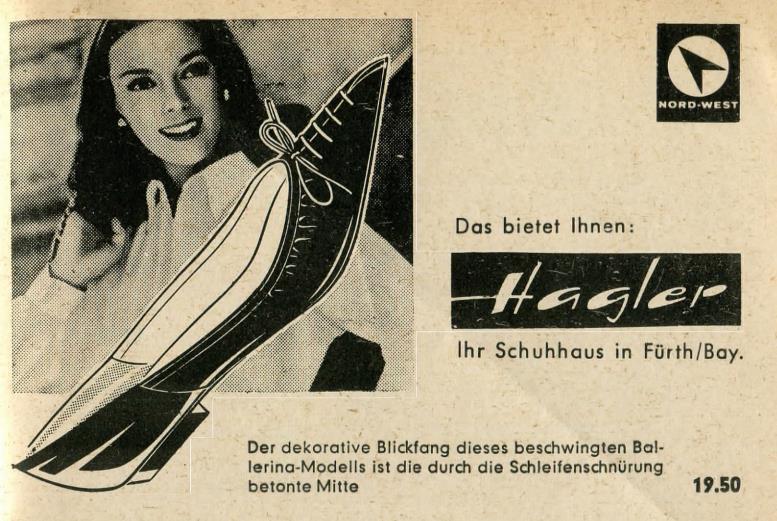 NORD-WEST
Das bietet Ihnen:
Hagler
Ihr Schuhhaus in Fürth/Bay.
Der dekorative Blickfang dieses beschwingten Bal-
lerina-Modells ist die durch die Schleifenschnürung
betonte Mitte
19.50